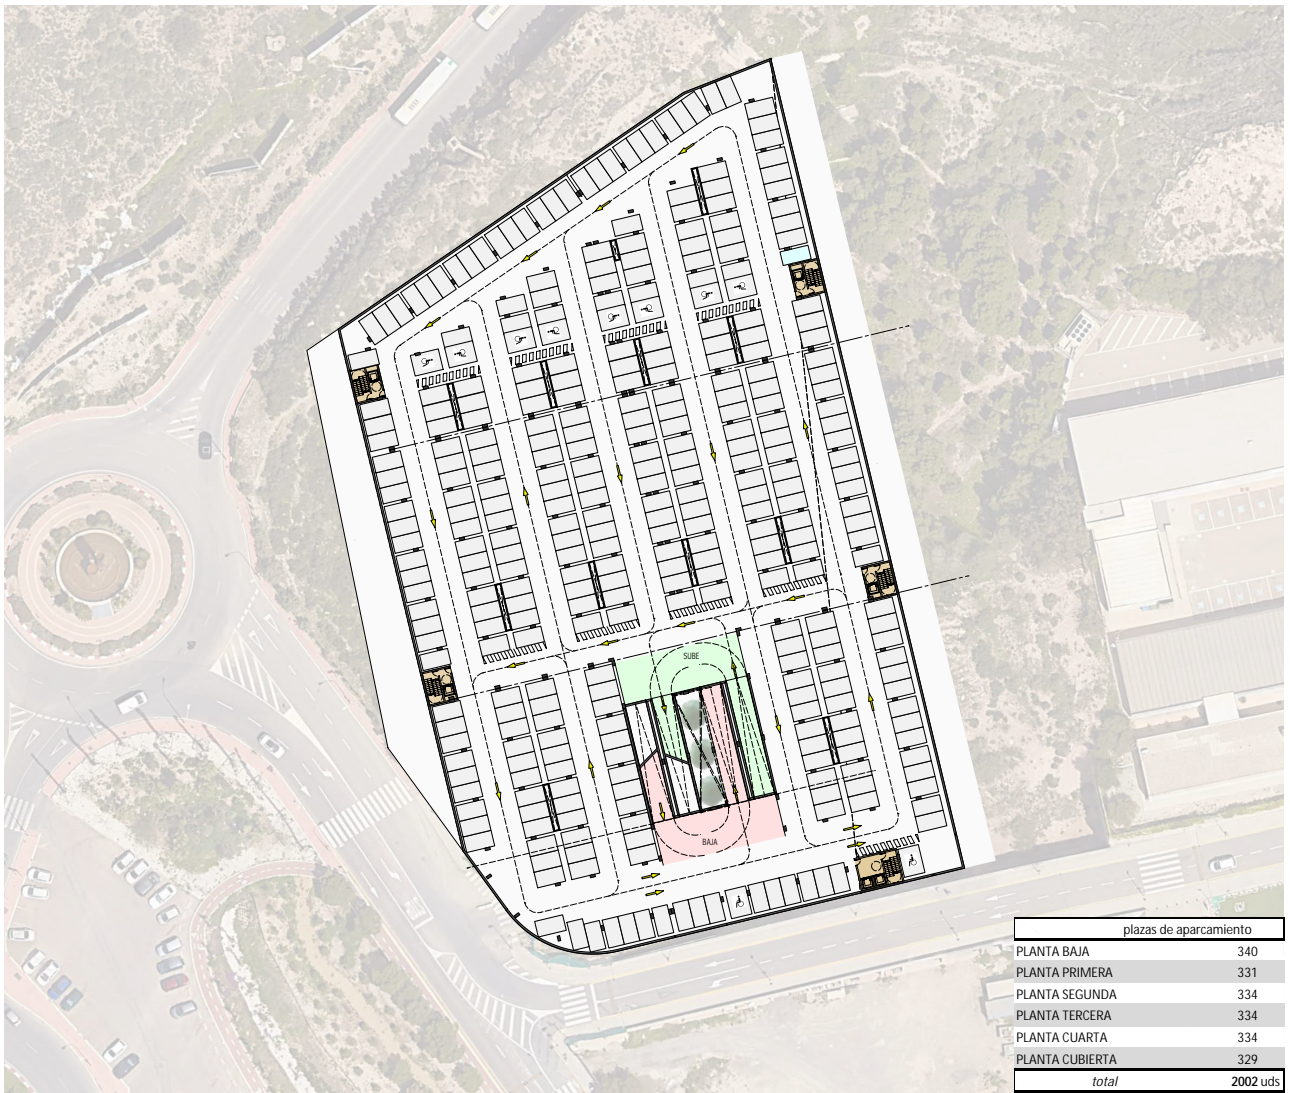 SUBE
BAJA
plazas de aparcamiento
PLANTA BAJA 340
PLANTA PRIMERA 331
PLANTA SEGUNDA 334
PLANTA TERCERA 334
PLANTA CUARTA 334
PLANTA CUBIERTA 329
total 2002 uds